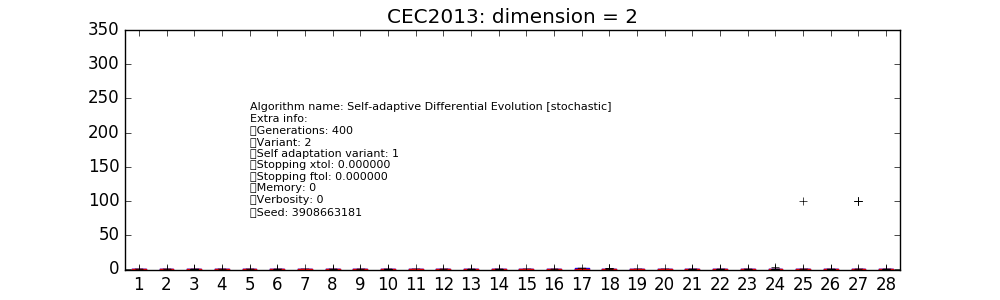 CEC2013: dimension = 2
350
300
250
200
150
100
50
0
Algorithm name: Self-adaptive Differential Evolution [stochastic]
Extra info:
Generations: 400
Variant: 2
Self adaptation variant: 1
Stopping xtol: 0.000000
Stopping ftol: 0.000000
Memory: 0
Verbosity: 0
Seed: 3908663181
1 2 3 4 5 6 7 8 9 10 11 12 13 14 15 16 17 18 19 20 21 22 23 24 25 26 27 28